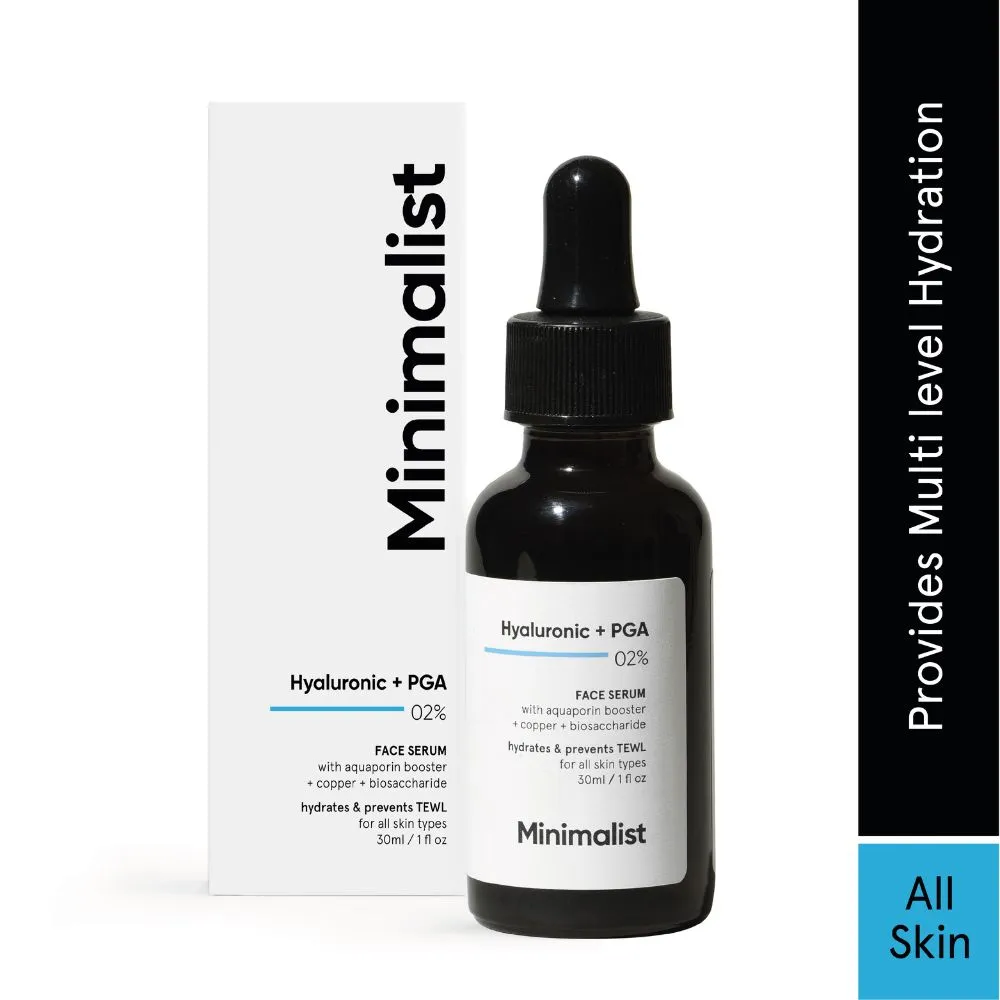 Minimalist
Hyaluronic + PGA
02%
FACE SERUM
with aquaporin booster
+ copper + biosaccharide
hydrates & prevents TEWL
for all skin types
30ml / 1 fl oz
Hyaluronic + PGA
02%
FACE SERUM
with aquaporin booster
+ copper + biosaccharide
hydrates & prevents TEWL
for all skin types
30ml / 1 fl oz
Minimalist
Provides Multi level Hydration
All
Skin